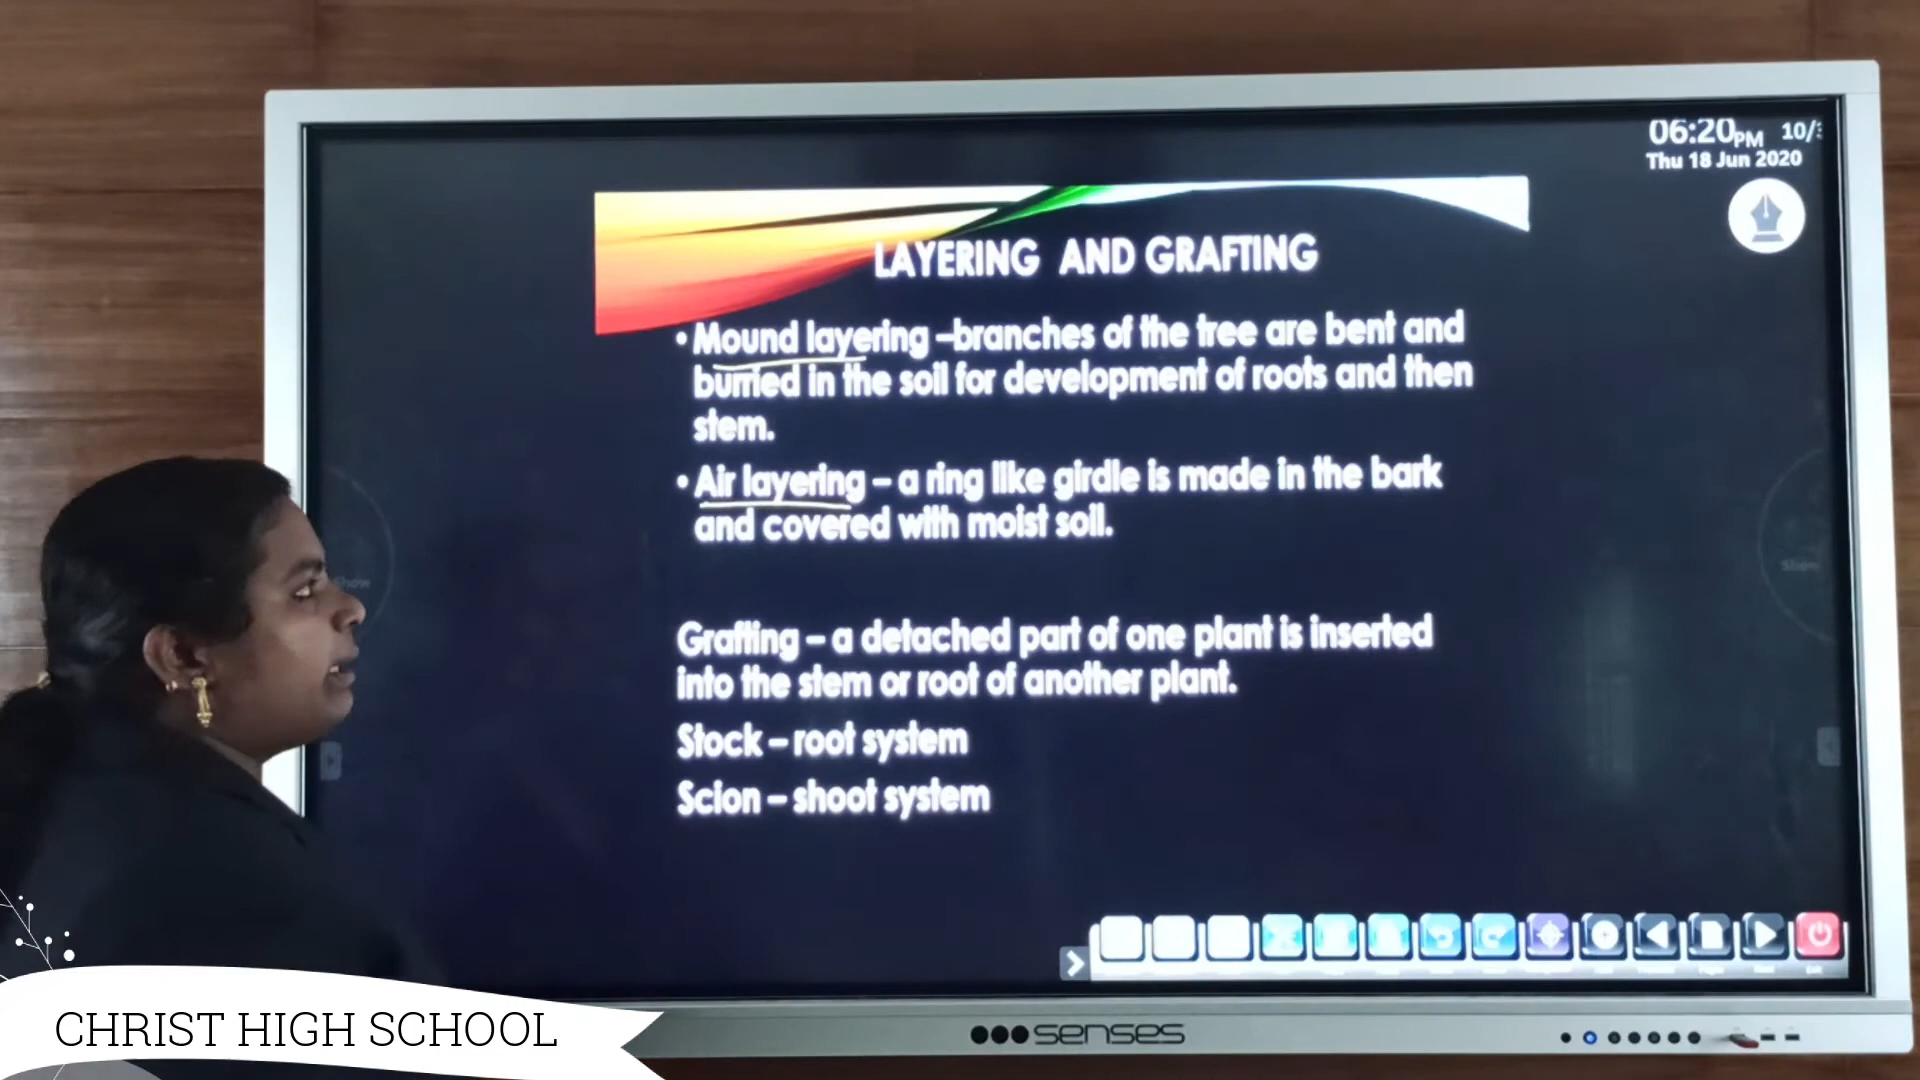 06:20PM 10/
Thu 18 Jun 2020
LAYERING AND GRAFTING
• Mound layering –branches of the tree are bent and
burried in the soil for development of roots and then
stem.
• Air layering – a ring like girdle is made in the bark
and covered with moist soil.
Show
Show
Grafting – a detached part of one plant is inserted
into the stem or root of another plant.
Stock – root system
Scion – shoot system
CHRIST HIGH SCHOOL
senses